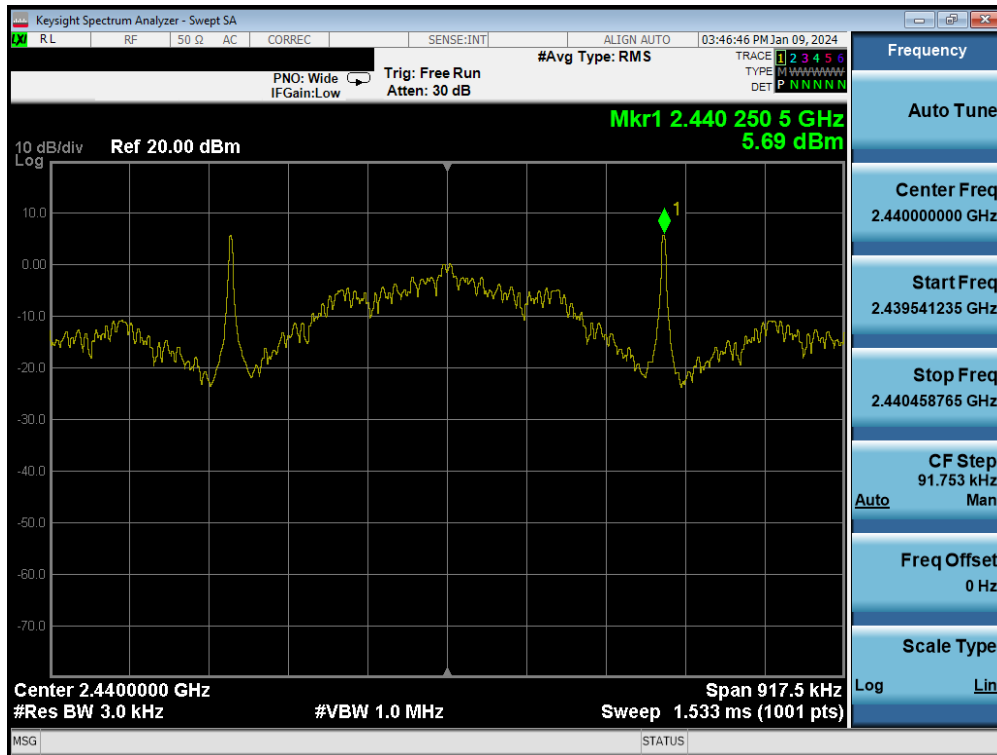 Keysight Spectrum Analyzer - Swept SA
LXI RL RF 50 Ω AC CORREC SENSE:INT ALIGN AUTO 03:46:46 PM Jan 09, 2024
PNO: Wide
IFGain:Low
Trig: Free Run
Atten: 30 dB
#Avg Type: RMS
TRACE 1 2 3 4 5 6
TYPE M W W W W W
DET P N N N N N
Mkr1 2.440 250 5 GHz
5.69 dBm
10 dB/div Ref 20.00 dBm
Log
1
10.0
0.00
-10.0
-20.0
-30.0
-40.0
-50.0
-60.0
-70.0
Center 2.4400000 GHz Span 917.5 kHz
#Res BW 3.0 kHz #VBW 1.0 MHz Sweep 1.533 ms (1001 pts)
MSG STATUS
Frequency
Auto Tune
Center Freq
2.440000000 GHz
Start Freq
2.439541235 GHz
Stop Freq
2.440458765 GHz
CF Step
91.753 kHz
Auto Man
Freq Offset
0 Hz
Scale Type
Log Lin